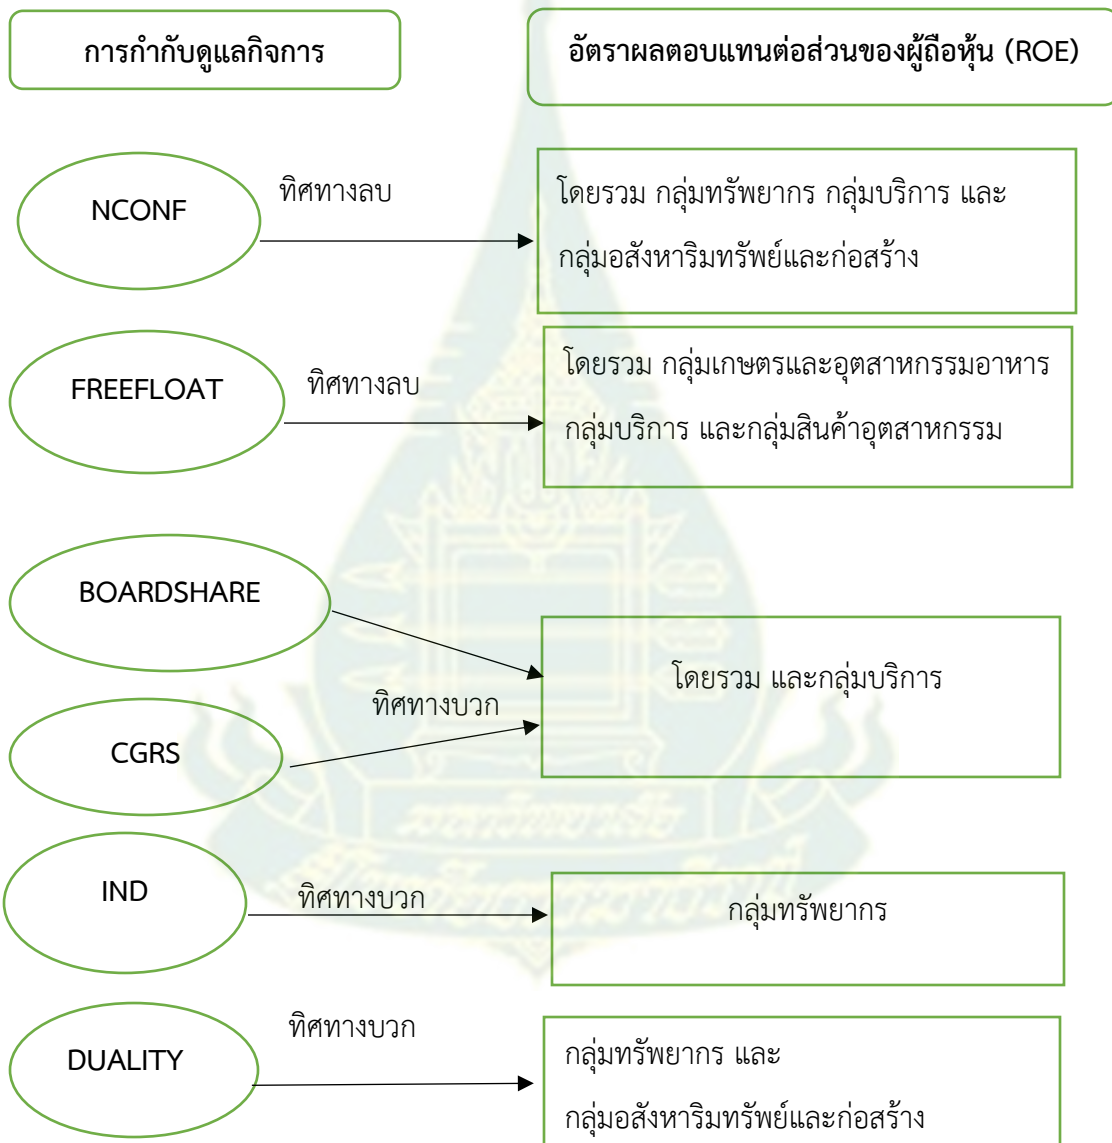 การกำกับดูแลกิจการ
อัตราผลตอบแทนต่อส่วนของผู้ถือหุ้น (ROE)
NCONF
ทิศทางลบ
โดยรวม กลุ่มทรัพยากร กลุ่มบริการ และ
กลุ่มอสังหาริมทรัพย์และก่อสร้าง
FREEFLOAT
ทิศทางลบ
โดยรวม กลุ่มเกษตรและอุตสาหกรรมอาหาร
กลุ่มบริการ และกลุ่มสินค้าอุตสาหกรรม
BOARDSHARE
CGRS
ทิศทางบวก
โดยรวม และกลุ่มบริการ
IND
ทิศทางบวก
กลุ่มทรัพยากร
DUALITY
ทิศทางบวก
กลุ่มทรัพยากร และ
กลุ่มอสังหาริมทรัพย์และก่อสร้าง